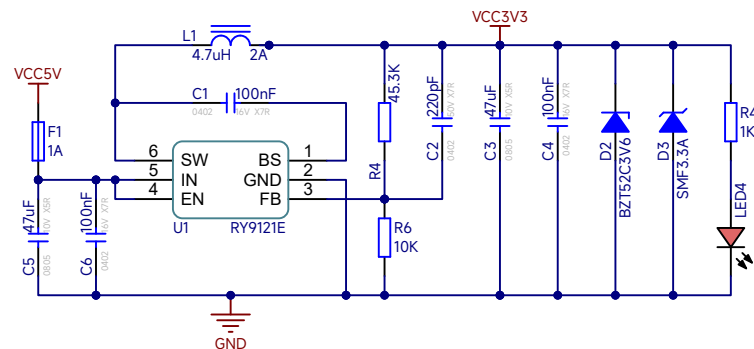 VCC3V3
L1
4.7uH 2A
VCC5V
C1 100nF
0402 16V X7R
F1
1A
6 SW BS 1
5 IN GND 2
4 EN FB 3
U1 RY9121E
45.3K
R4
220pF
50V X7R
C2
0402
47uF
10V X5R
C3
0805
100nF
16V X7R
C4
0402
D2
BZT52C3V6
D3
SMF3.3A
R4
1K
LED4
47uF
10V X5R
C5
0805
100nF
16V X7R
C6
0402
R6
10K
GND